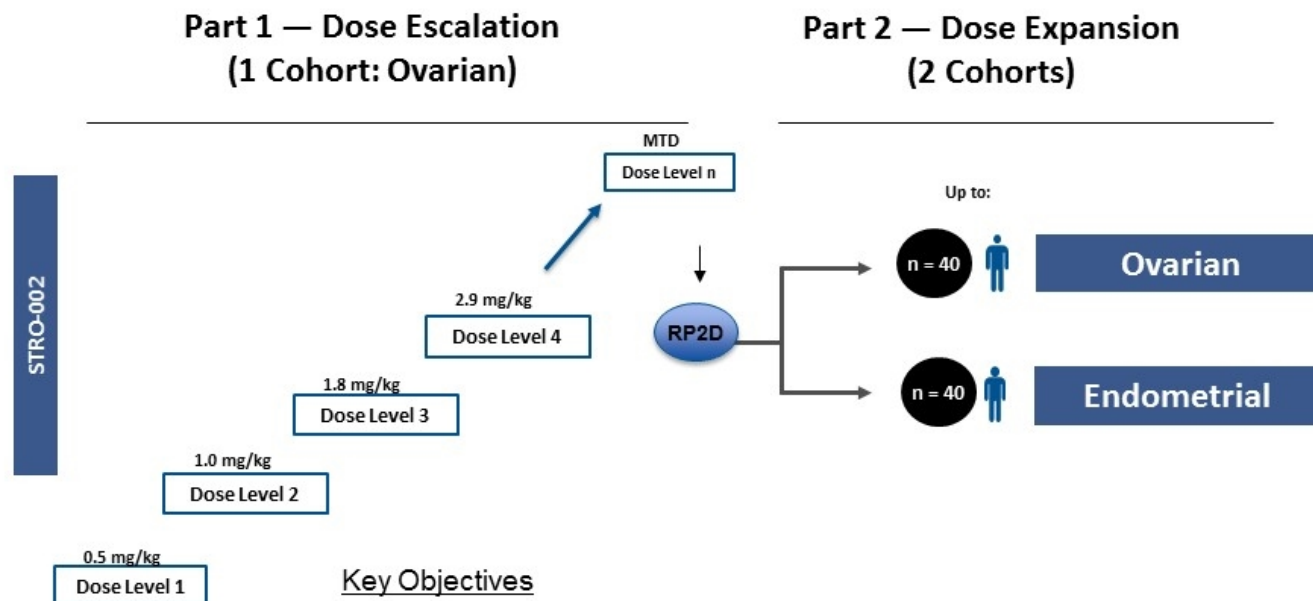 Part 1 — Dose Escalation
(1 Cohort: Ovarian)
Part 2 — Dose Expansion
(2 Cohorts)
STRO-002
MTD
Dose Level n
2.9 mg/kg
Dose Level 4
1.8 mg/kg
Dose Level 3
1.0 mg/kg
Dose Level 2
0.5 mg/kg
Dose Level 1
RP2D
Up to:
n = 40
Ovarian
n = 40
Endometrial
Key Objectives